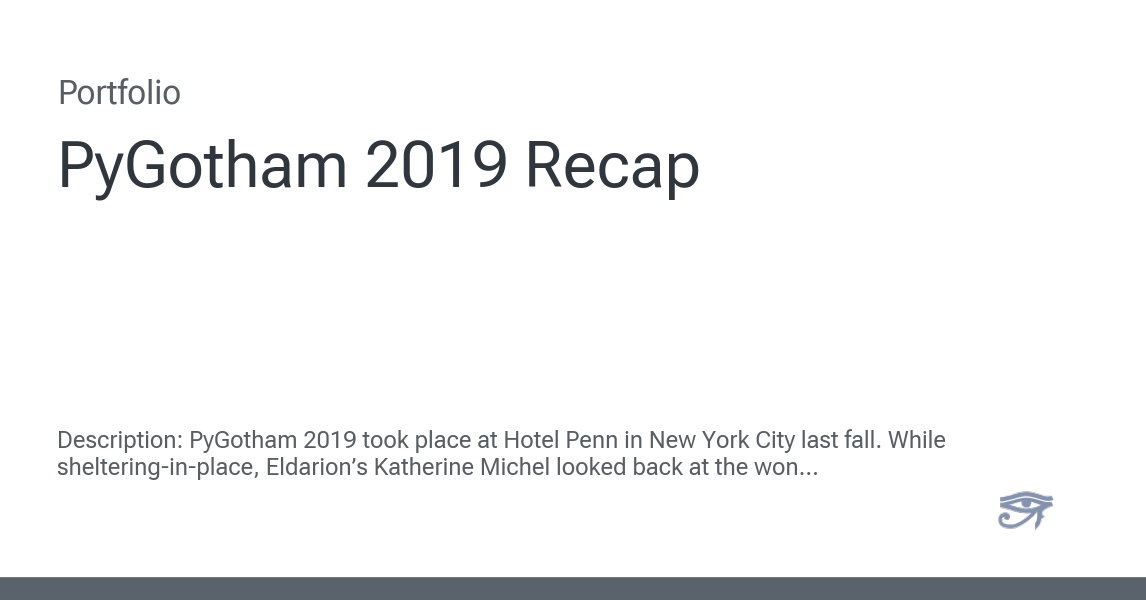 Portfolio
PyGotham 2019 Recap
Description: PyGotham 2019 took place at Hotel Penn in New York City last fall. While
sheltering-in-place, Eldarion’s Katherine Michel looked back at the won...